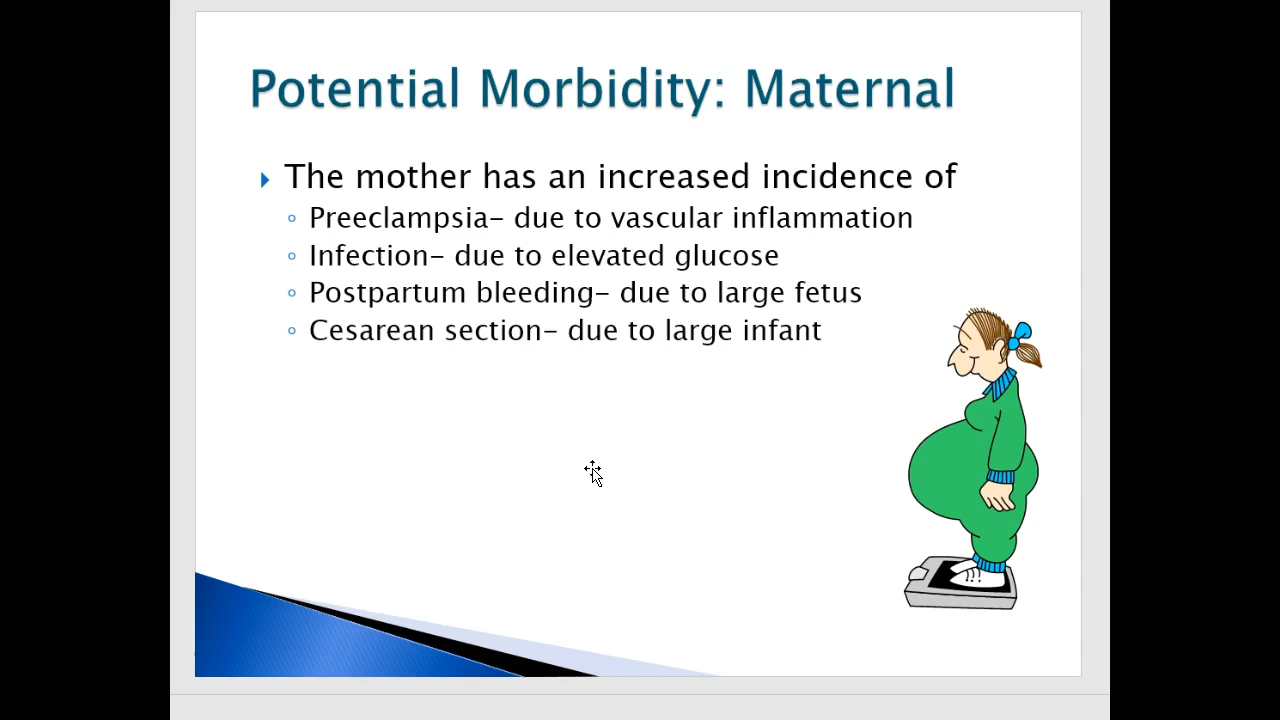 Potential Morbidity: Maternal
The mother has an increased incidence of
Preeclampsia- due to vascular inflammation
Infection- due to elevated glucose
Postpartum bleeding- due to large fetus
Cesarean section- due to large infant